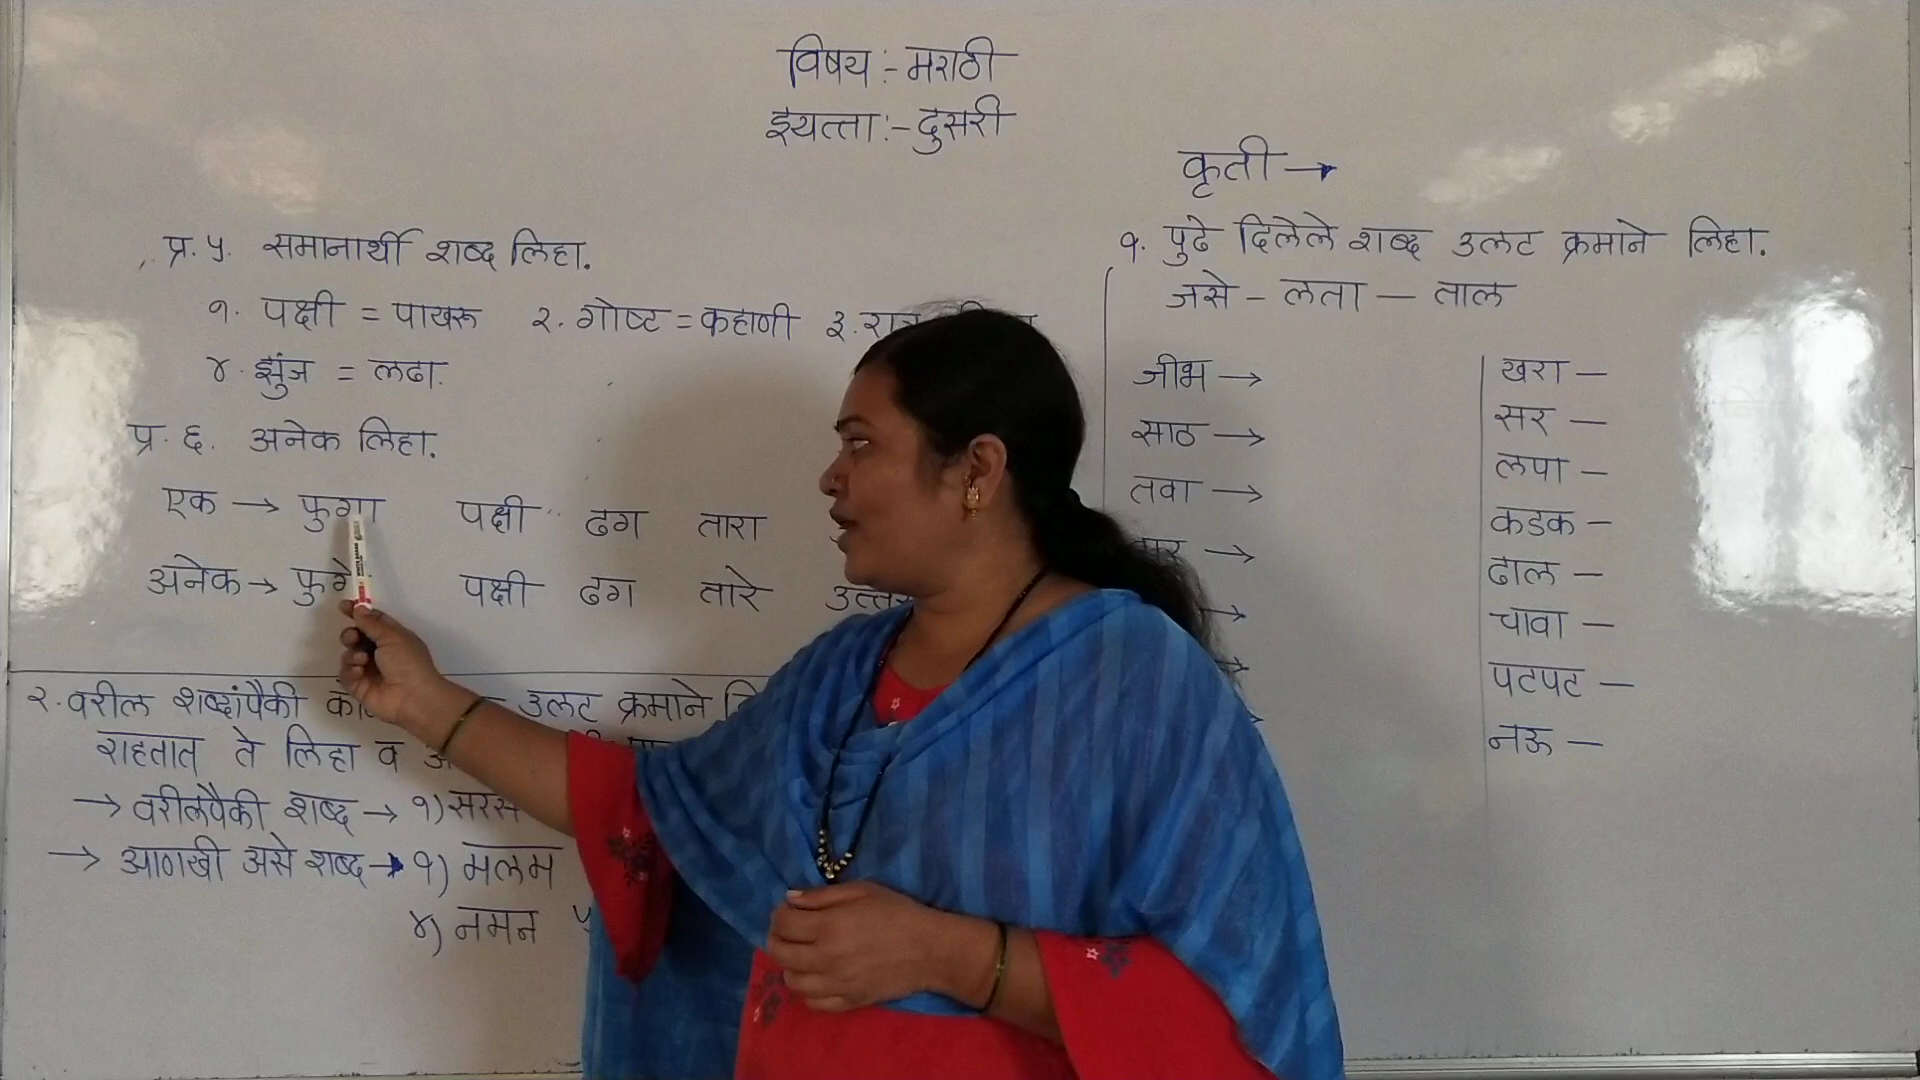 विषय :- मराठी
इयत्ता :- दुसरी
प्र. ५. समानार्थी शब्द लिहा.
१. पक्षी = पाखरू २. गोष्ट = कहाणी ३.
४. झुंज = लढा.
प्र. ६. अनेक लिहा.
एक → फुगा पक्षी ढग तारा
अनेक → फुगे पक्षी ढग तारे
२. वरील शब्दांपैकी उलट क्रमाने
राहतात ते लिहा व
→ वरीलपैकी शब्द → १) सरस
→ आणखी असे शब्द → १) मलम
४) नमन
कृती →
१. पुढे दिलेले शब्द उलट क्रमाने लिहा.
जसे - लता - ताल
जीभ →
साठ →
तवा →
→
→
खरा -
सर -
लपा -
कडक -
ढाल -
चावा -
पटपट -
नऊ -